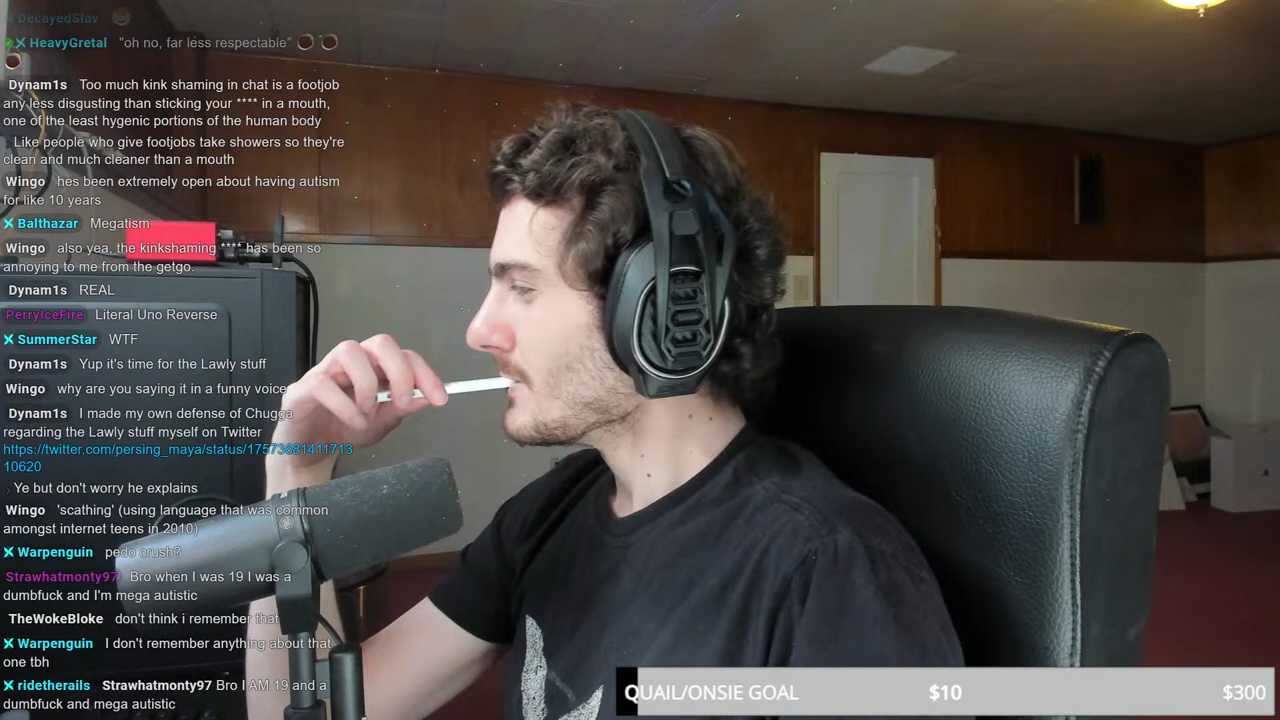 DecayedSlav
HeavyGretal "oh no, far less respectable"
Dynam1s Too much kink shaming in chat is a footjob
any less disgusting than sticking your **** in a mouth,
one of the least hygenic portions of the human body
Like people who give footjobs take showers so they're
clean and much cleaner than a mouth
Wingo hes been extremely open about having autism
for like 10 years
Balthazar Megatism
Wingo also yea, the kinkshaming **** has been so
annoying to me from the getgo.
Dynam1s REAL
PerryIceFire Literal Uno Reverse
SummerStar WTF
Dynam1s Yup it's time for the Lawly stuff
Wingo why are you saying it in a funny voice
Dynam1s I made my own defense of Chugga
regarding the Lawly stuff myself on Twitter
https://twitter.com/persing_maya/status/17573681411713
10620
Ye but don't worry he explains
Wingo 'scathing' (using language that was common
amongst internet teens in 2010)
Warpenguin pedo crush?
Strawhatmonty97 Bro when I was 19 I was a
dumbfuck and I'm mega autistic
TheWokeBloke don't think i remember that
Warpenguin I don't remember anything about that
one tbh
ridetherails Strawhatmonty97 Bro I AM 19 and a
dumbfuck and mega autistic
QUAIL/ONSIE GOAL $10 $300